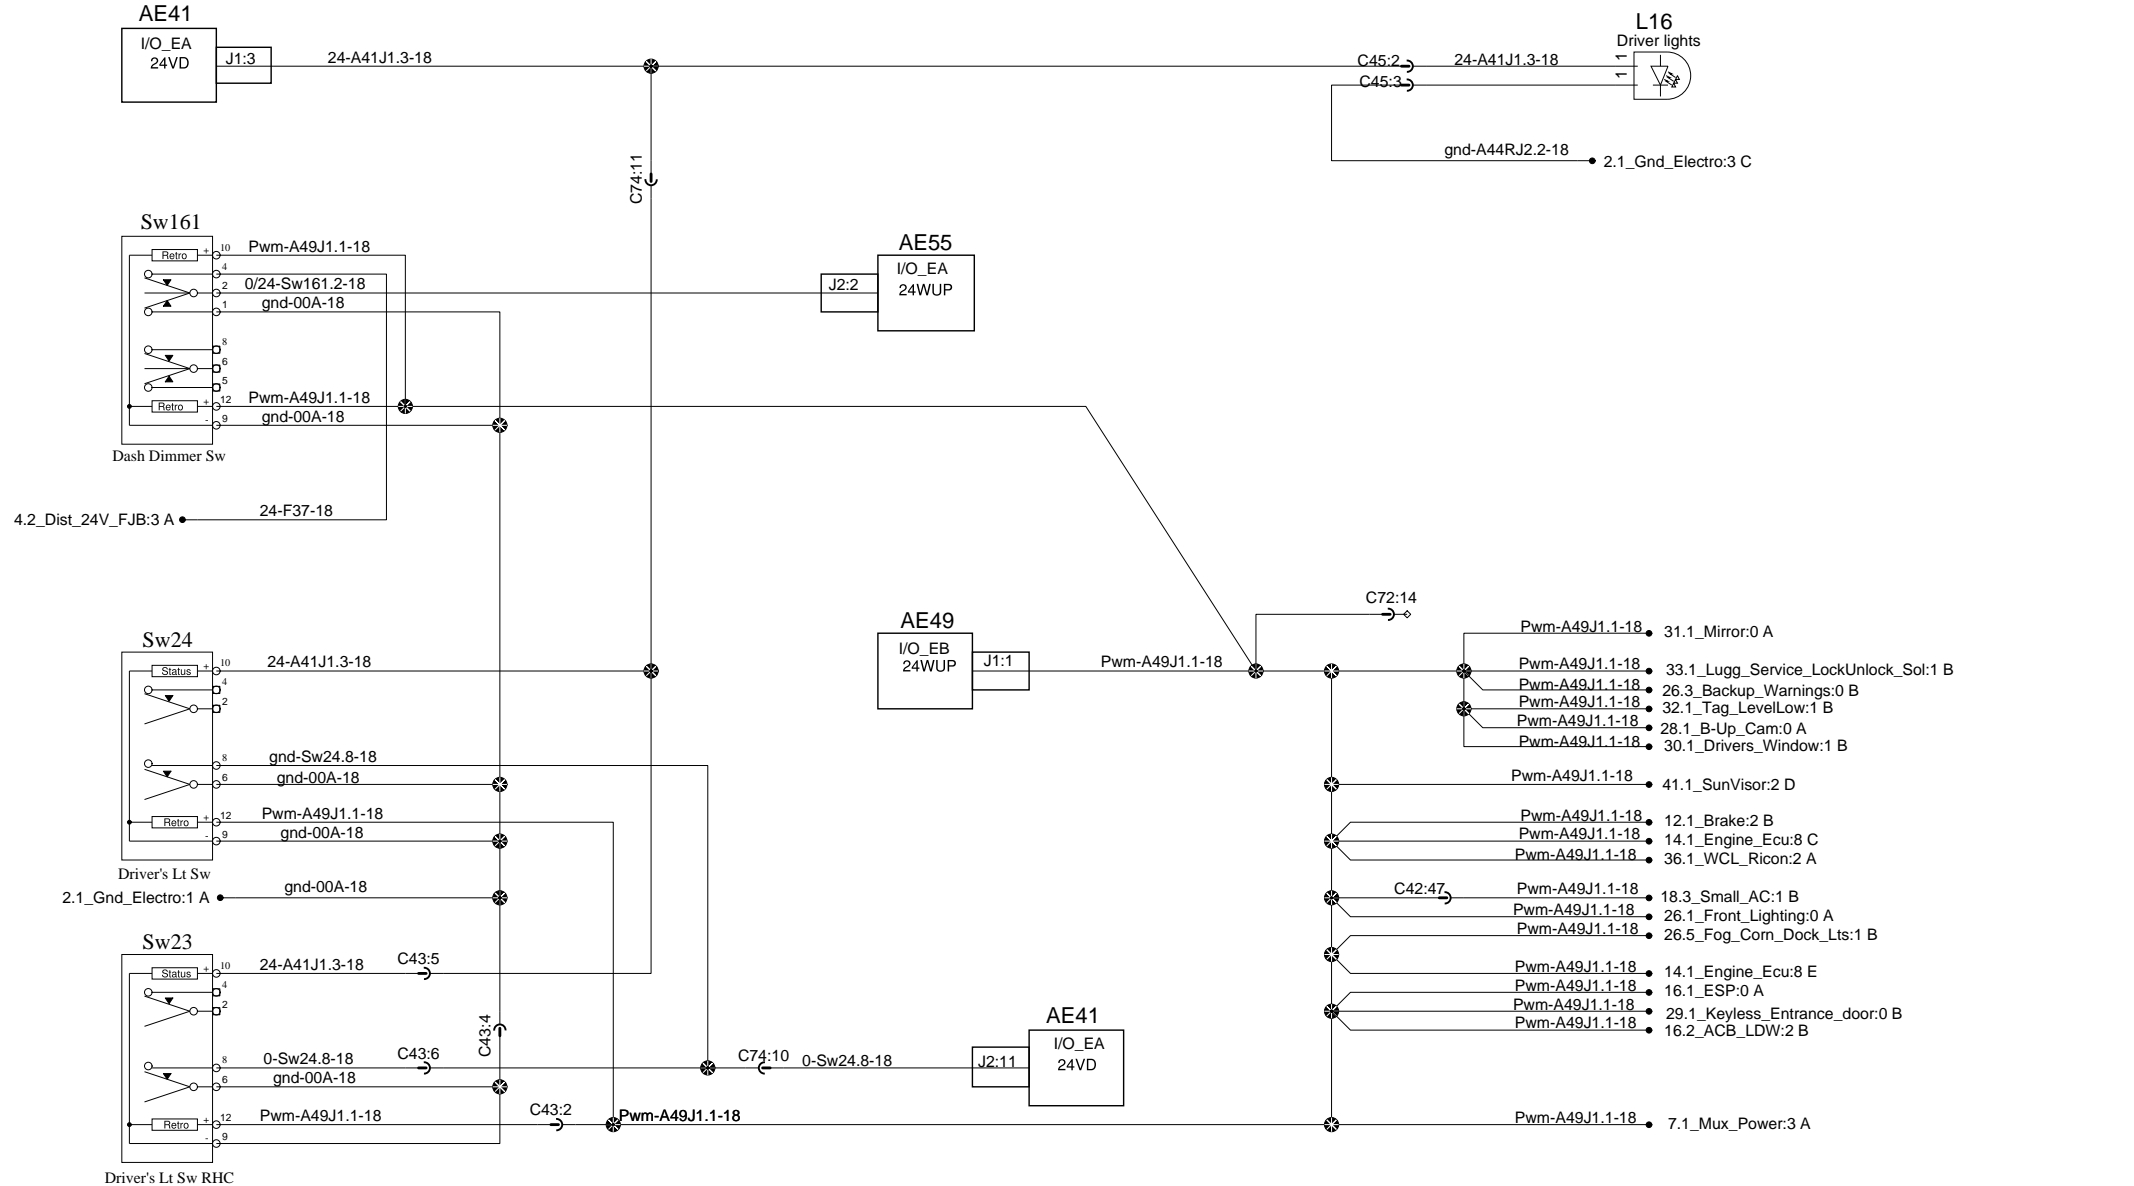 AE41
I/O_EA
24VD
J1:3
24-A41J1.3-18
C45:2
24-A41J1.3-18
C45:3
L16
Driver lights
1
1
gnd-A44RJ2.2-18
2.1_Gnd_Electro:3 C
C74:11
Sw161
Retro
+
10
Pwm-A49J1.1-18
4
2
0/24-Sw161.2-18
1
gnd-00A-18
8
6
5
Retro
+
12
Pwm-A49J1.1-18
-
9
gnd-00A-18
Dash Dimmer Sw
AE55
I/O_EA
24WUP
J2:2
4.2_Dist_24V_FJB:3 A
24-F37-18
Sw24
Status
+
10
24-A41J1.3-18
4
2
8
gnd-Sw24.8-18
6
gnd-00A-18
Retro
+
12
Pwm-A49J1.1-18
-
9
gnd-00A-18
Driver's Lt Sw
2.1_Gnd_Electro:1 A
gnd-00A-18
AE49
I/O_EB
24WUP
J1:1
Pwm-A49J1.1-18
C72:14
Pwm-A49J1.1-18
31.1_Mirror:0 A
Pwm-A49J1.1-18
33.1_Lugg_Service_LockUnlock_Sol:1 B
Pwm-A49J1.1-18
26.3_Backup_Warnings:0 B
Pwm-A49J1.1-18
32.1_Tag_LevelLow:1 B
Pwm-A49J1.1-18
28.1_B-Up_Cam:0 A
Pwm-A49J1.1-18
30.1_Drivers_Window:1 B
Pwm-A49J1.1-18
41.1_SunVisor:2 D
Pwm-A49J1.1-18
12.1_Brake:2 B
Pwm-A49J1.1-18
14.1_Engine_Ecu:8 C
Pwm-A49J1.1-18
36.1_WCL_Ricon:2 A
C42:47
Pwm-A49J1.1-18
18.3_Small_AC:1 B
Pwm-A49J1.1-18
26.1_Front_Lighting:0 A
Pwm-A49J1.1-18
26.5_Fog_Corn_Dock_Lts:1 B
Pwm-A49J1.1-18
14.1_Engine_Ecu:8 E
Pwm-A49J1.1-18
16.1_ESP:0 A
Pwm-A49J1.1-18
29.1_Keyless_Entrance_door:0 B
Pwm-A49J1.1-18
16.2_ACB_LDW:2 B
Pwm-A49J1.1-18
7.1_Mux_Power:3 A
Sw23
Status
+
10
24-A41J1.3-18
C43:5
4
2
C43:4
8
0-Sw24.8-18
C43:6
6
gnd-00A-18
Retro
+
12
Pwm-A49J1.1-18
C43:2
Pwm-A49J1.1-18
-
9
Driver's Lt Sw RHC
C74:10
0-Sw24.8-18
J2:11
AE41
I/O_EA
24VD